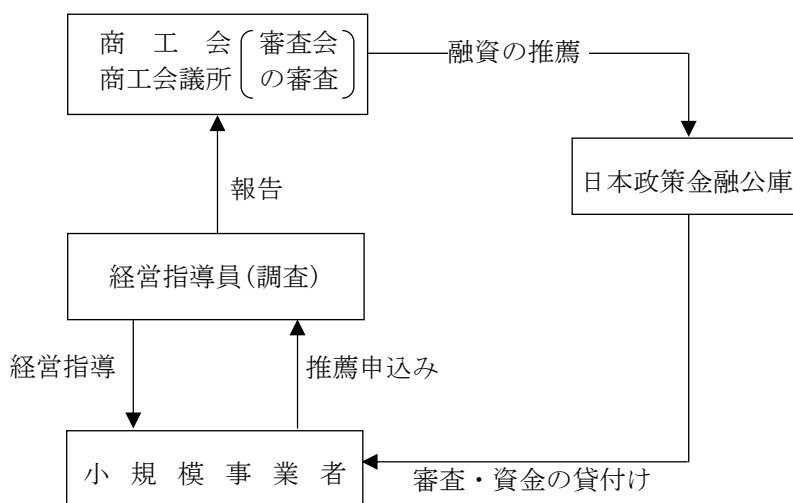 商工会
商工会議所
審査会
の審査
融資の推薦
日本政策金融公庫
報告
経営指導員(調査)
経営指導
推薦申込み
小規模事業者
審査・資金の貸付け